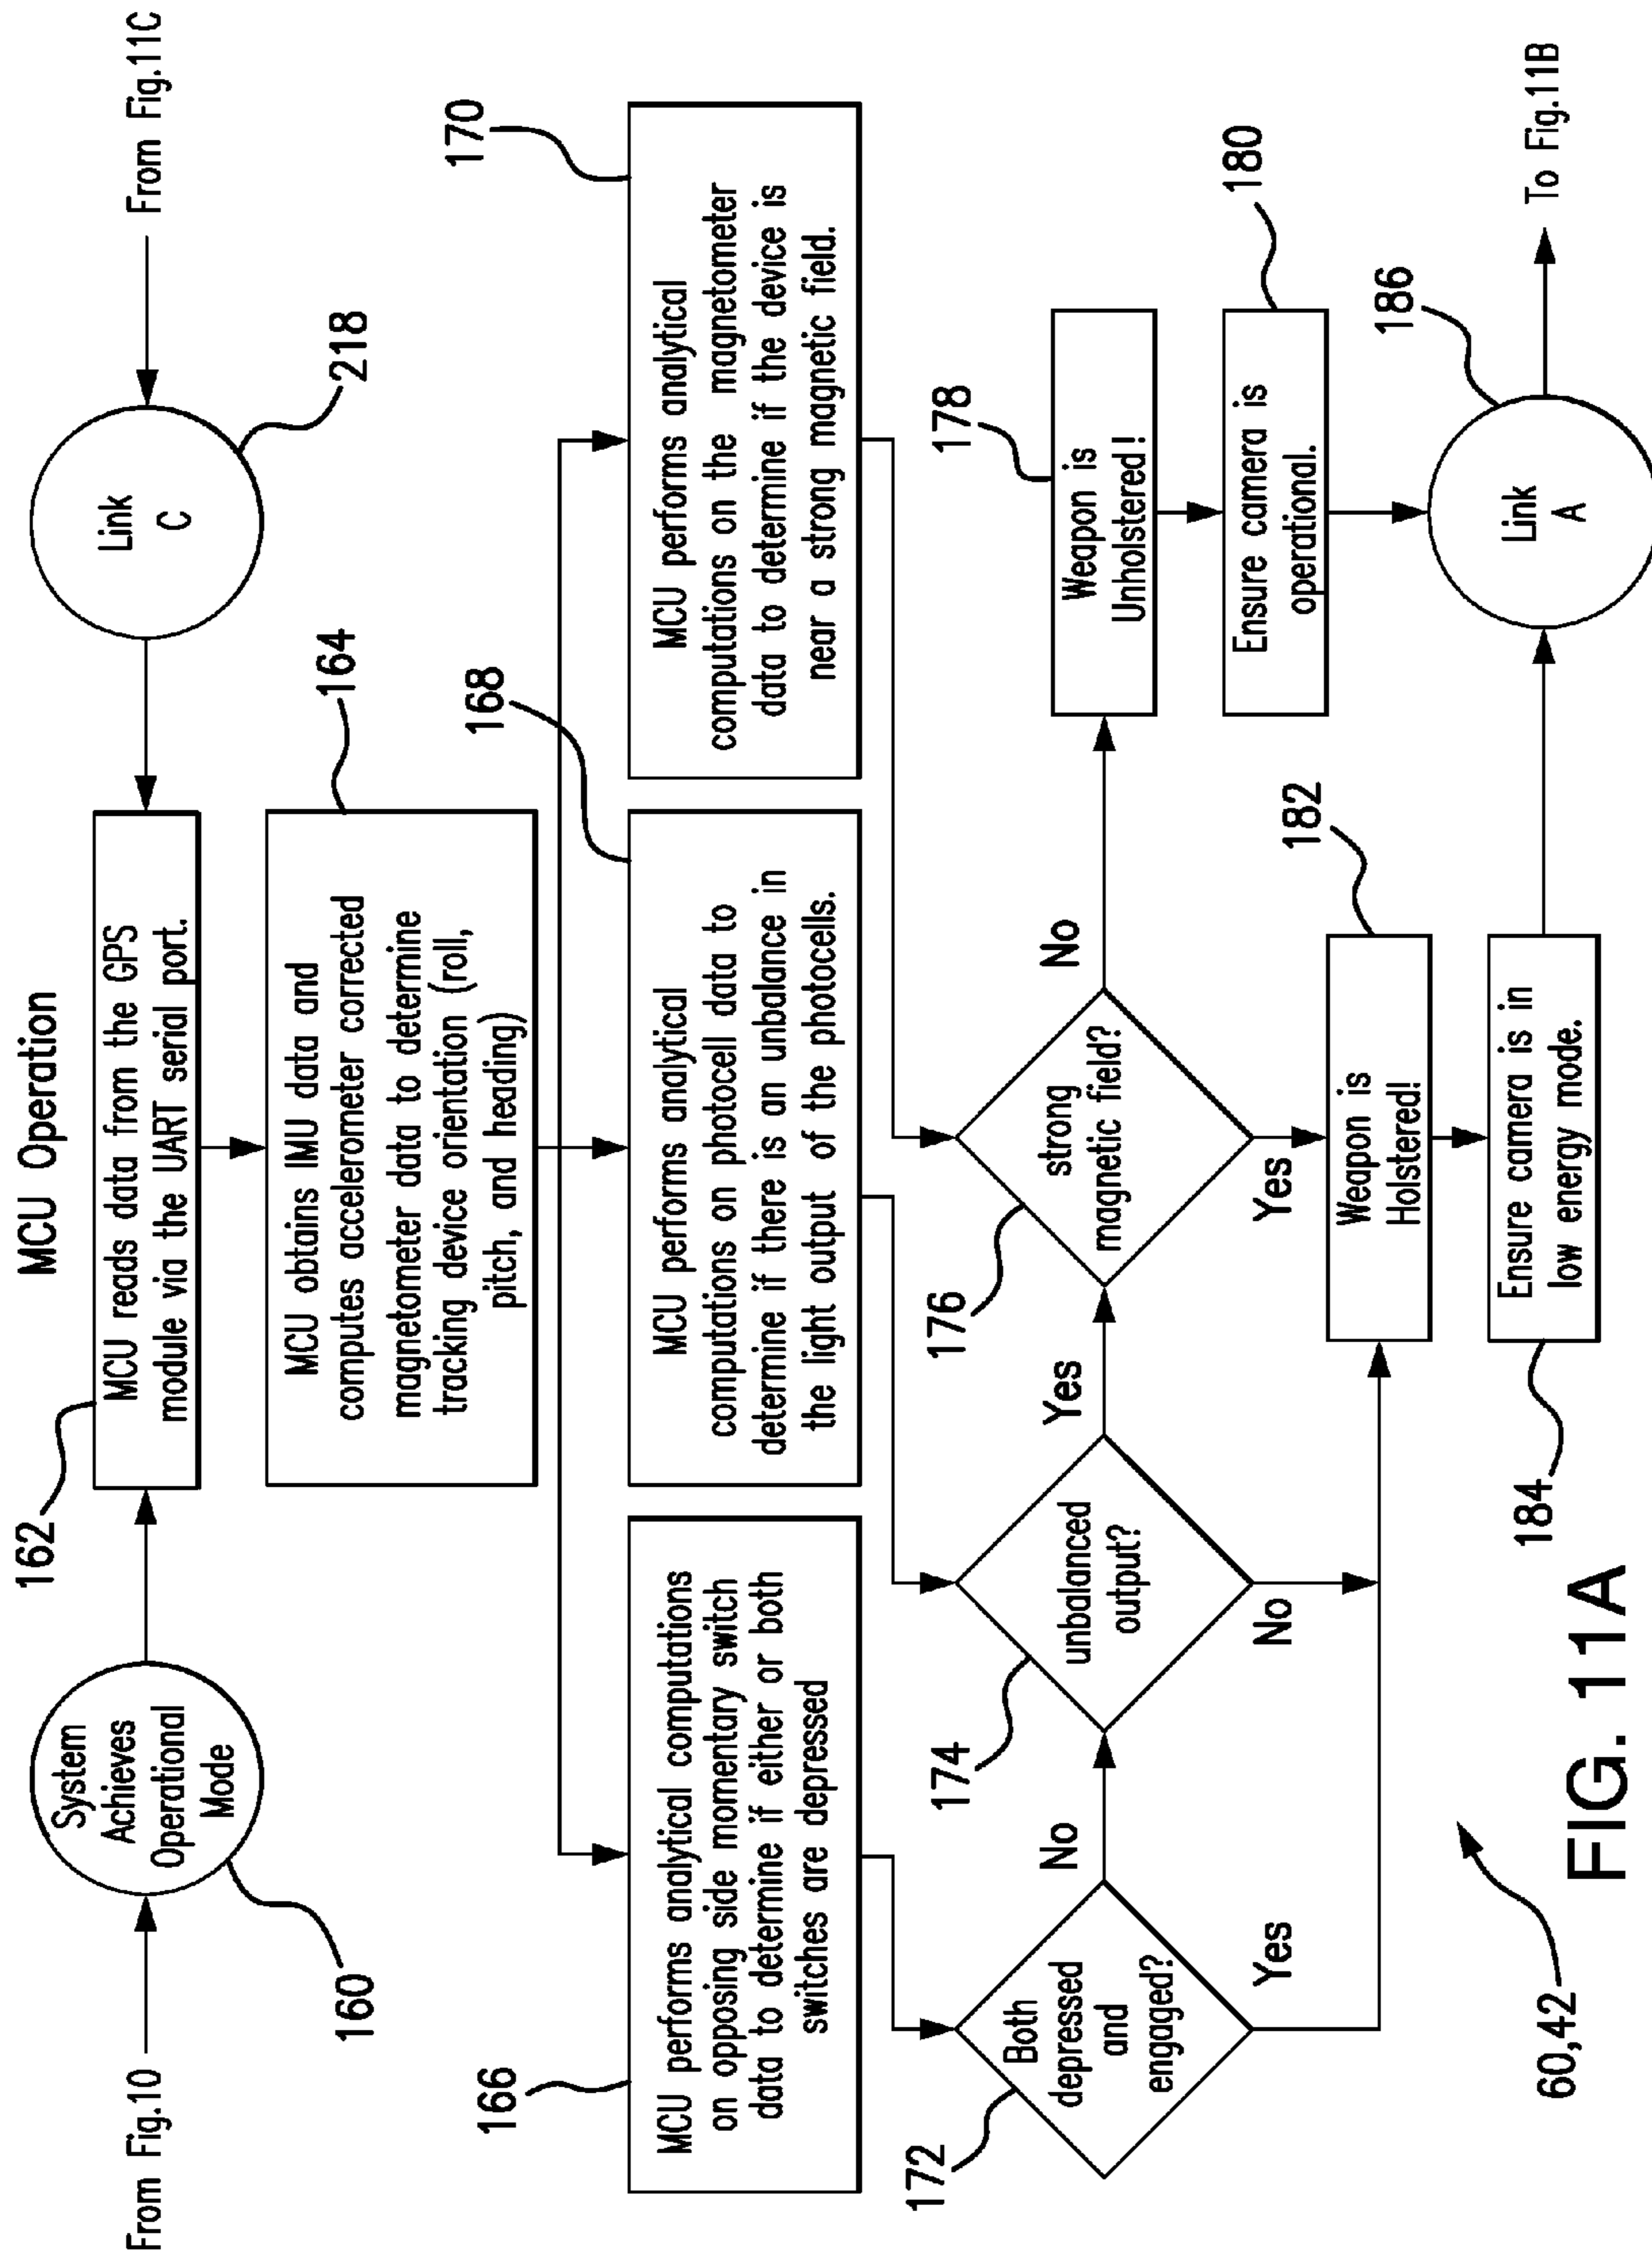 MCU Operation
From Fig.10
System
Achieves
Operational
Mode
160
162
MCU reads data from the GPS
module via the UART serial port.
Link
C
218
From Fig.11C
MCU obtains IMU data and
computes accelerometer corrected
magnetometer data to determine
tracking device orientation (roll,
pitch, and heading)
164
166
MCU performs analytical computations
on opposing side momentary switch
data to determine if either or both
switches are depressed
168
MCU performs analytical
computations on photocell data to
determine if there is an unbalance in
the light output of the photocells.
170
MCU performs analytical
computations on the magnetometer
data to determine if the device is
near a strong magnetic field.
172
Both
depressed
and
engaged?
No
Yes
174
unbalanced
output?
Yes
No
176
strong
magnetic field?
No
Yes
178
Weapon is
Unholstered!
180
Ensure camera is
operational.
182
Weapon is
Holstered!
184
Ensure camera is in
low energy mode.
186
Link
A
To Fig.11B
60,42
FIG. 11A